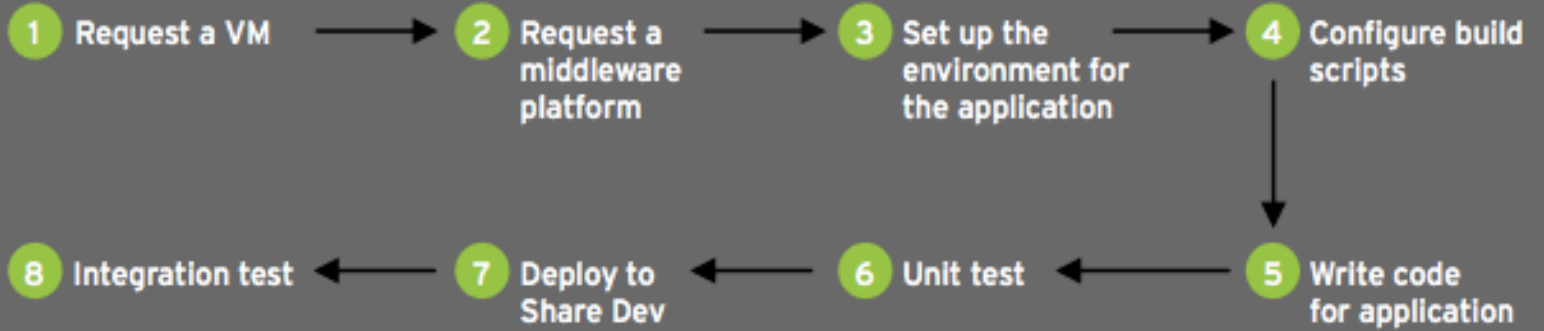 1 Request a VM
2 Request a
middleware
platform
3 Set up the
environment for
the application
4 Configure build
scripts
5 Write code
for application
6 Unit test
7 Deploy to
Share Dev
8 Integration test